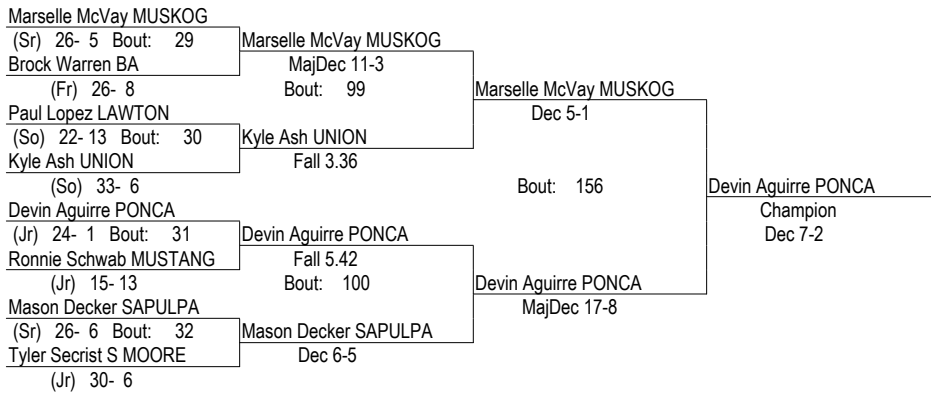 Marselle McVay MUSKOG
(Sr) 26- 5 Bout: 29
Brock Warren BA
(Fr) 26- 8
Paul Lopez LAWTON
(So) 22- 13 Bout: 30
Kyle Ash UNION
(So) 33- 6
Devin Aguirre PONCA
(Jr) 24- 1 Bout: 31
Ronnie Schwab MUSTANG
(Jr) 15- 13
Mason Decker SAPULPA
(Sr) 26- 6 Bout: 32
Tyler Secrist S MOORE
(Jr) 30- 6
Marselle McVay MUSKOG
MajDec 11-3
Bout: 99
Kyle Ash UNION
Fall 3.36
Devin Aguirre PONCA
Fall 5.42
Bout: 100
Mason Decker SAPULPA
Dec 6-5
Marselle McVay MUSKOG
Dec 5-1
Bout: 156
Devin Aguirre PONCA
MajDec 17-8
Devin Aguirre PONCA
Champion
Dec 7-2